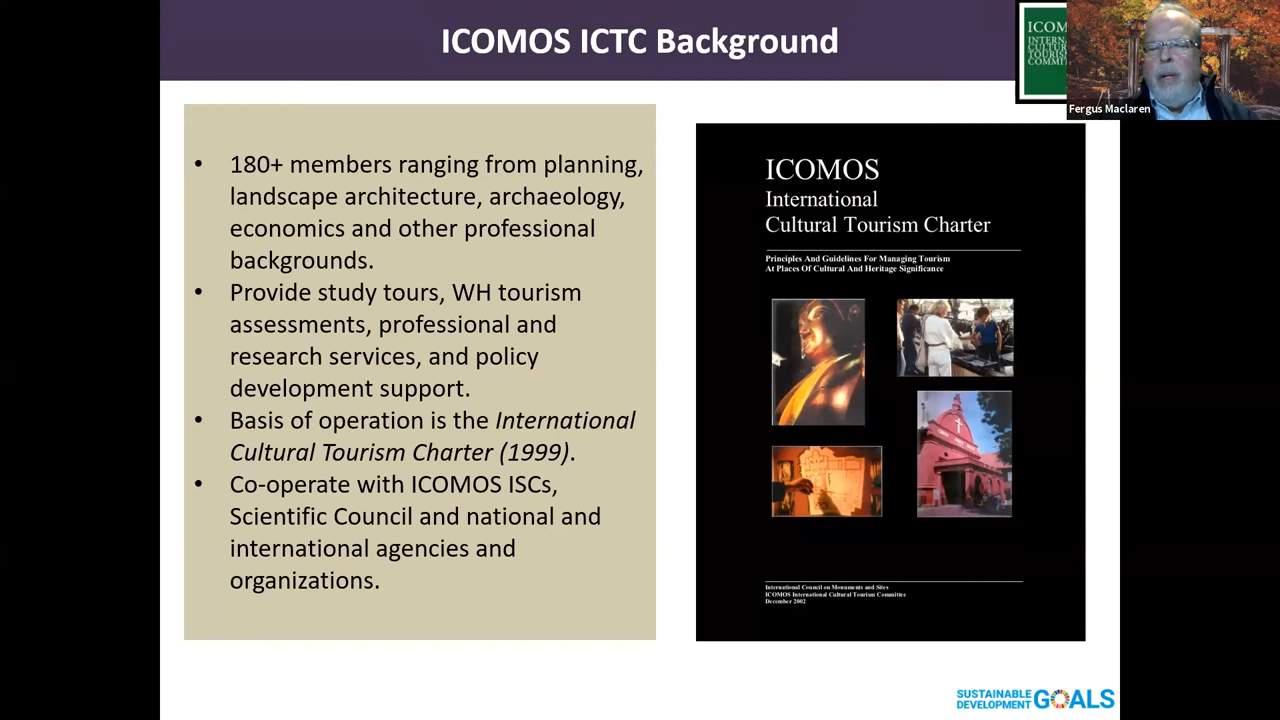 ICOMOS ICTC Background
Fergus Maclaren
• 180+ members ranging from planning,
landscape architecture, archaeology,
economics and other professional
backgrounds.
• Provide study tours, WH tourism
assessments, professional and
research services, and policy
development support.
• Basis of operation is the International
Cultural Tourism Charter (1999).
• Co-operate with ICOMOS ISCs,
Scientific Council and national and
international agencies and
organizations.
ICOMOS
International
Cultural Tourism Charter
Principles And Guidelines For Managing Tourism
At Places Of Cultural And Heritage Significance
International Council on Monuments and Sites
ICOMOS International Cultural Tourism Committee
December 2002
SUSTAINABLE
DEVELOPMENT
GOALS